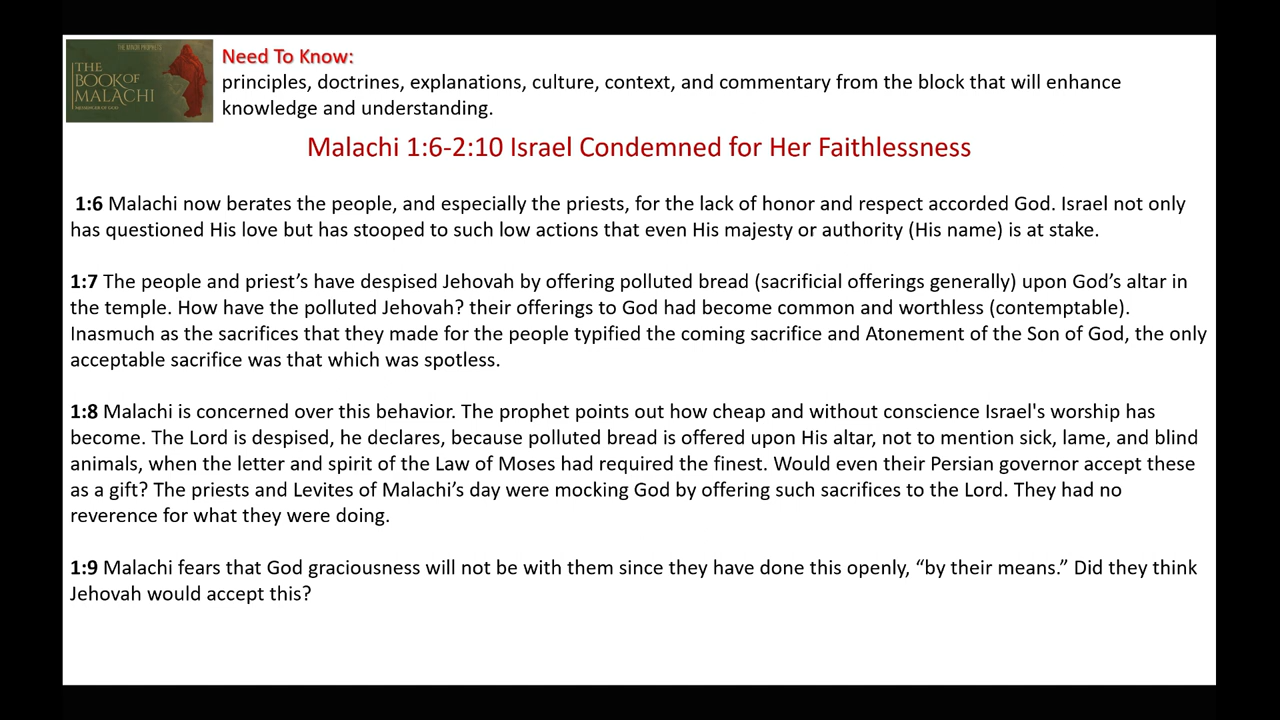 THE MINOR PROPHETS
THE
BOOK OF
MALACHI
MESSENGER OF GOD
Need To Know:
principles, doctrines, explanations, culture, context, and commentary from the block that will enhance
knowledge and understanding.
Malachi 1:6-2:10 Israel Condemned for Her Faithlessness
1:6 Malachi now berates the people, and especially the priests, for the lack of honor and respect accorded God. Israel not only
has questioned His love but has stooped to such low actions that even His majesty or authority (His name) is at stake.
1:7 The people and priest’s have despised Jehovah by offering polluted bread (sacrificial offerings generally) upon God’s altar in
the temple. How have the polluted Jehovah? their offerings to God had become common and worthless (contemptable).
Inasmuch as the sacrifices that they made for the people typified the coming sacrifice and Atonement of the Son of God, the only
acceptable sacrifice was that which was spotless.
1:8 Malachi is concerned over this behavior. The prophet points out how cheap and without conscience Israel's worship has
become. The Lord is despised, he declares, because polluted bread is offered upon His altar, not to mention sick, lame, and blind
animals, when the letter and spirit of the Law of Moses had required the finest. Would even their Persian governor accept these
as a gift? The priests and Levites of Malachi’s day were mocking God by offering such sacrifices to the Lord. They had no
reverence for what they were doing.
1:9 Malachi fears that God graciousness will not be with them since they have done this openly, “by their means.” Did they think
Jehovah would accept this?